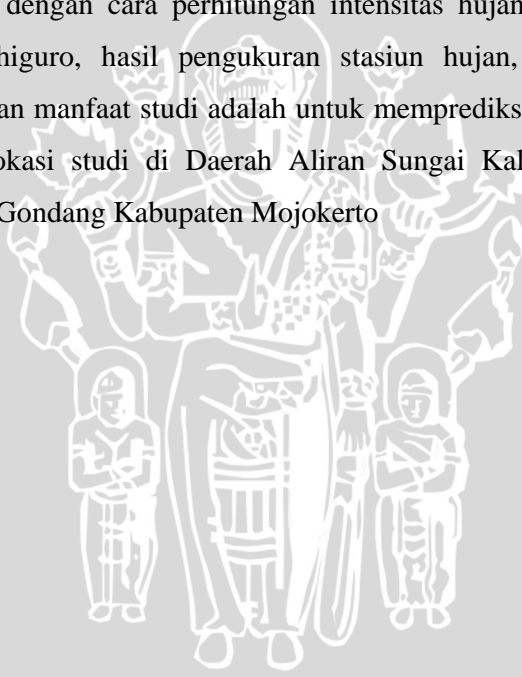 dengan cara perhitungan intensitas hujan
higuro, hasil pengukuran stasiun hujan,
an manfaat studi adalah untuk memprediks
okasi studi di Daerah Aliran Sungai Kal
Gondang Kabupaten Mojokerto